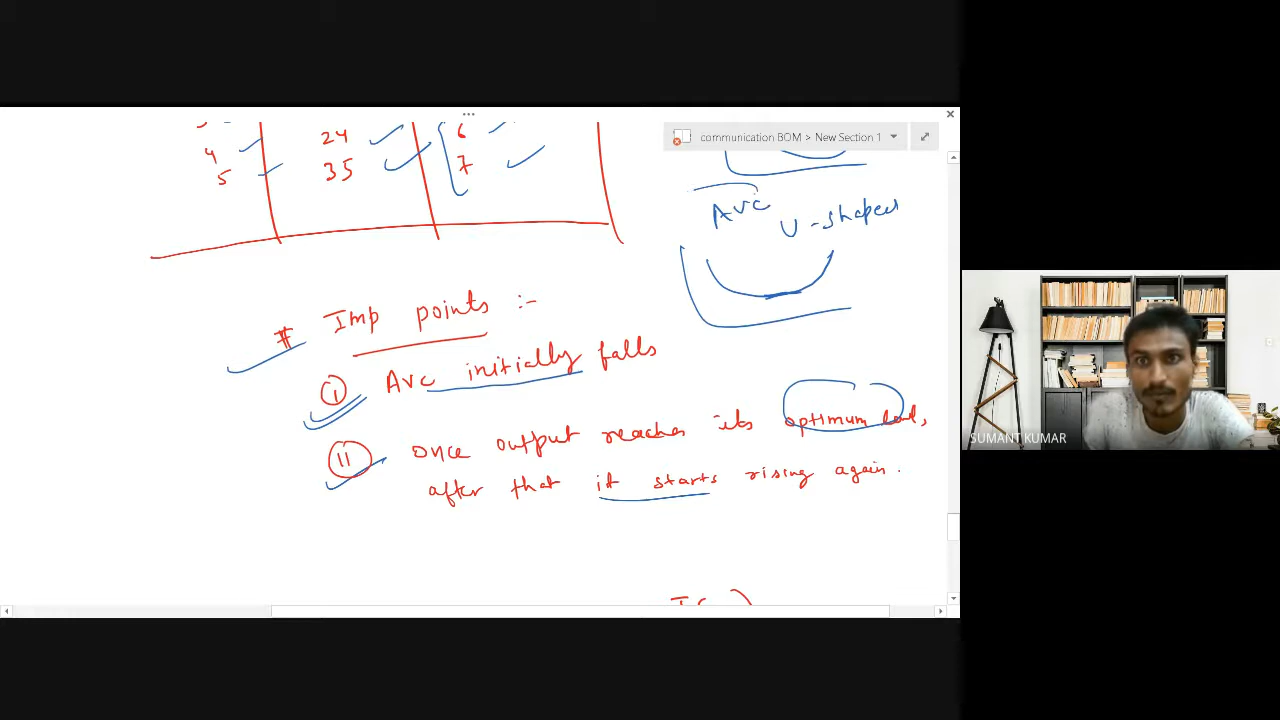 24 6
communication BOM > New Section 1
4
5 35 7
AVC
U-shaped
# Imp points :-
(i) AVC initially falls
(ii) Once output reaches its optimum level,
after that it starts rising again.
SUMANT KUMAR